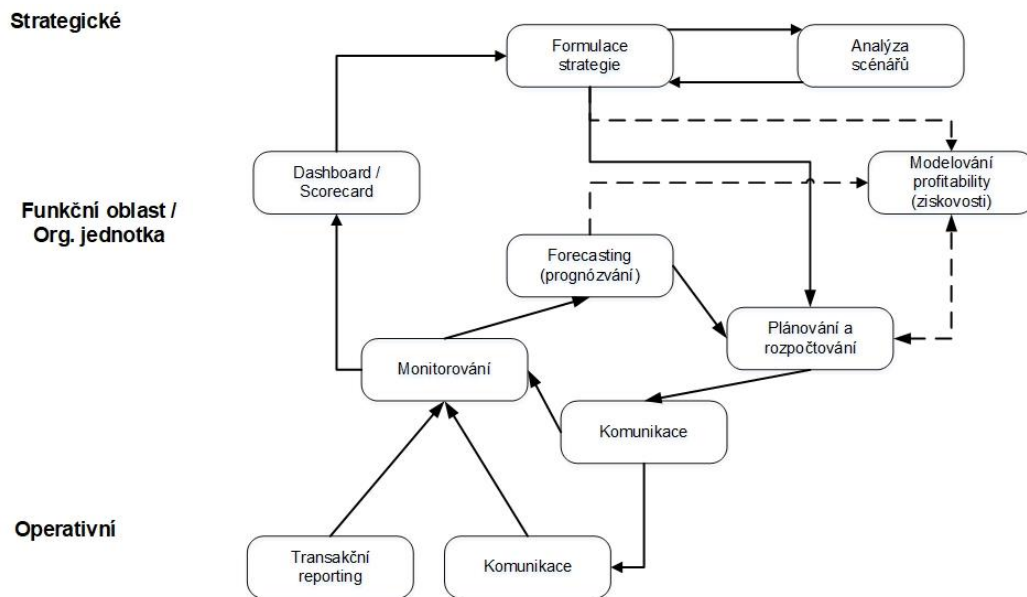 Strategické
Formulace
strategie
Analýza
scénářů
Dashboard /
Scorecard
Modelování
profitability
(ziskovosti)
Funkční oblast /
Org. jednotka
Forecasting
(prognózvání)
Plánování a
rozpočtování
Monitorování
Komunikace
Operativní
Transakční
reporting
Komunikace